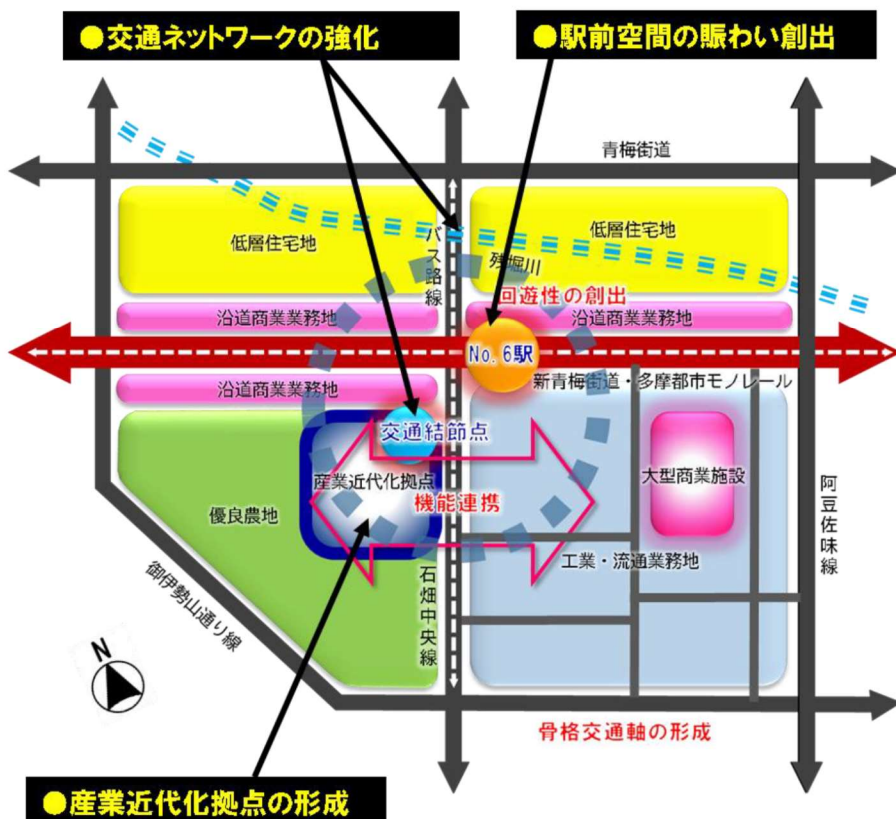 ●交通ネットワークの強化
●駅前空間の賑わい創出
青梅街道
低層住宅地
バス路線
低層住宅地
残堀川
回遊性の創出
沿道商業業務地
沿道商業業務地
No.6駅
新青梅街道・多摩都市モノレール
沿道商業業務地
交通結節点
産業近代化拠点
大型商業施設
機能連携
優良農地
阿豆佐味線
工業・流通業務地
石畑中央線
御伊勢山通り線
N
骨格交通軸の形成
●産業近代化拠点の形成